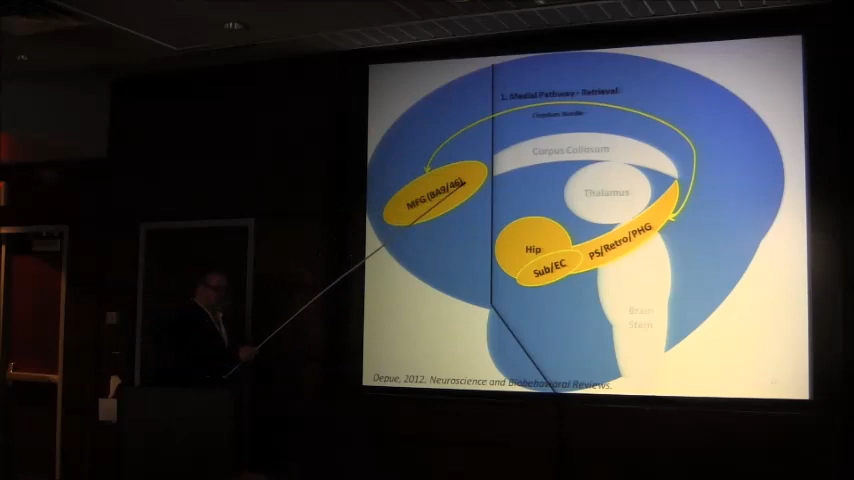 1. Medial Pathway - Retrieval
Cingulum Bundle
Corpus Collosum
Thalamus
MFG (BA9/46)
Hip
PS/Retro/PHG
Sub/EC
Brain
Stem
Depue, 2012. Neuroscience and Biobehavioral Reviews.